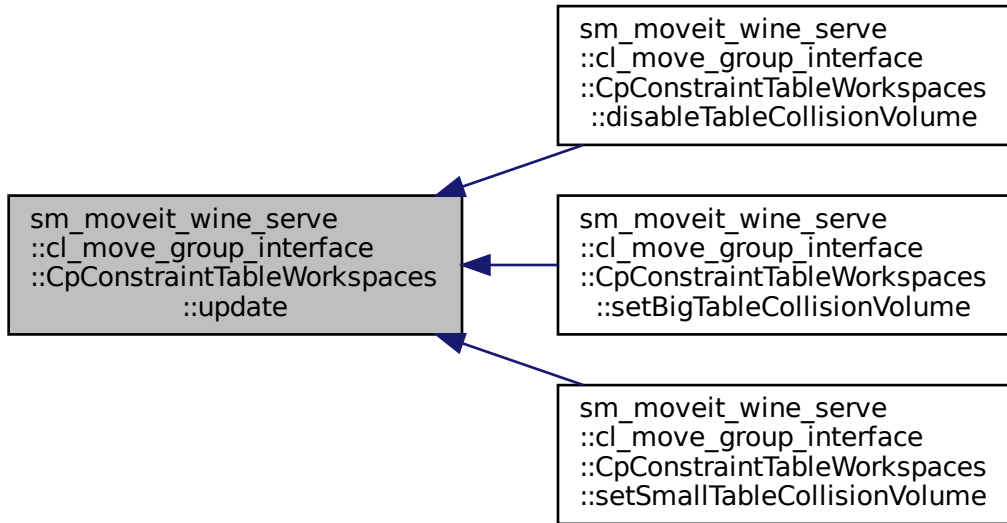 sm_moveit_wine_serve
::cl_move_group_interface
::CpConstraintTableWorkspaces
::update
sm_moveit_wine_serve
::cl_move_group_interface
::CpConstraintTableWorkspaces
::disableTableCollisionVolume
sm_moveit_wine_serve
::cl_move_group_interface
::CpConstraintTableWorkspaces
::setBigTableCollisionVolume
sm_moveit_wine_serve
::cl_move_group_interface
::CpConstraintTableWorkspaces
::setSmallTableCollisionVolume